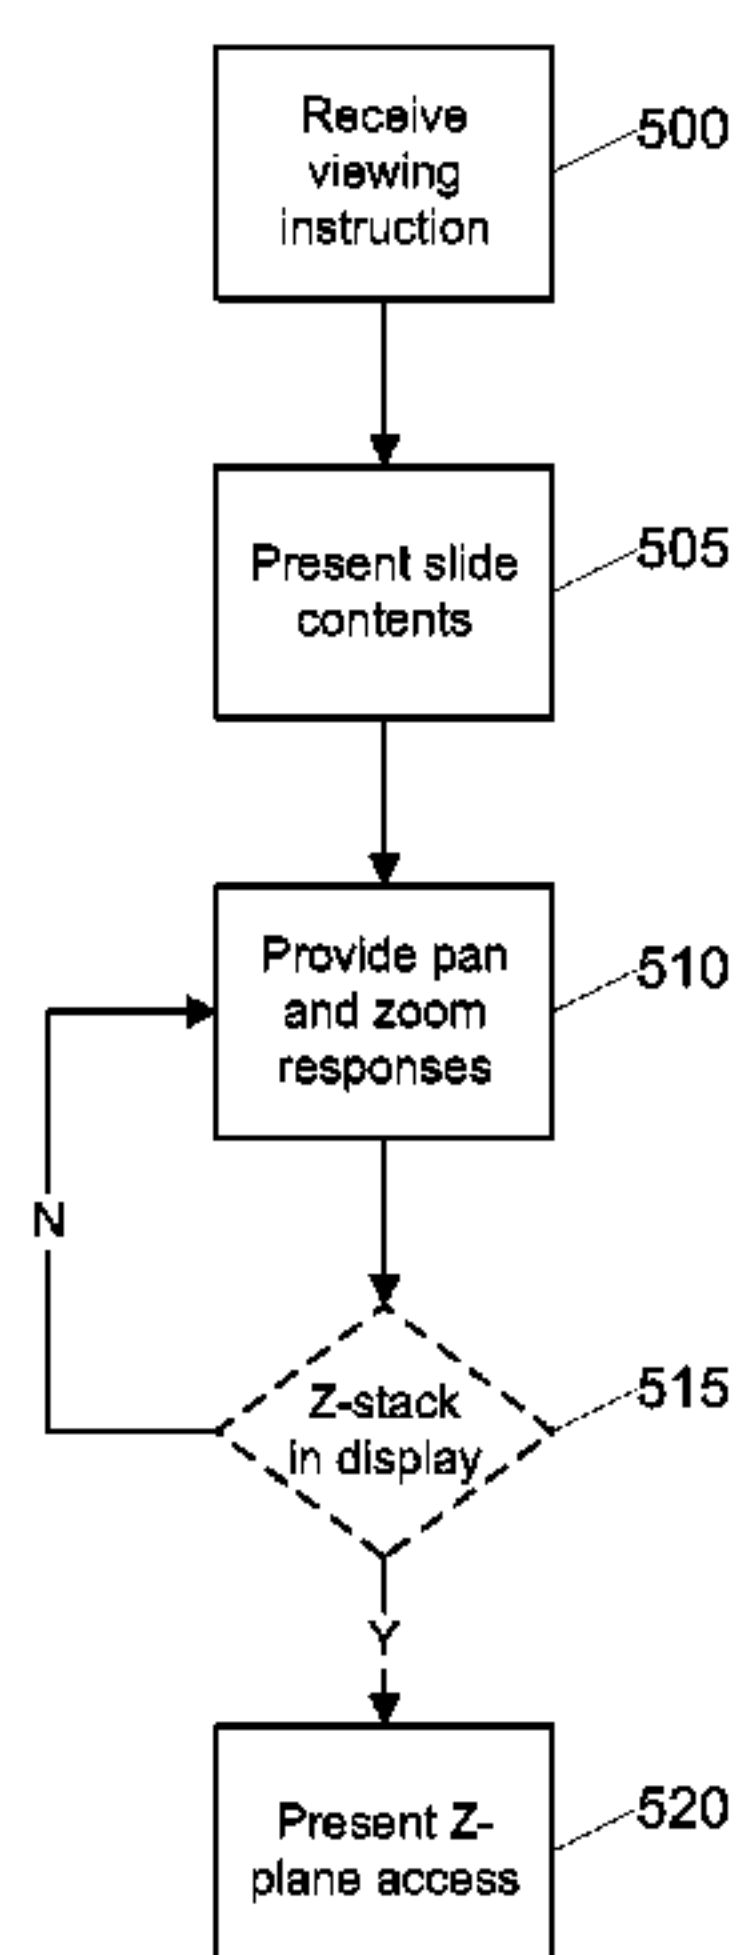 Receive
viewing
instruction
500
Present slide
contents
505
Provide pan
and zoom
responses
510
N
Z-stack
in display
515
Y
Present Z-
plane access
520